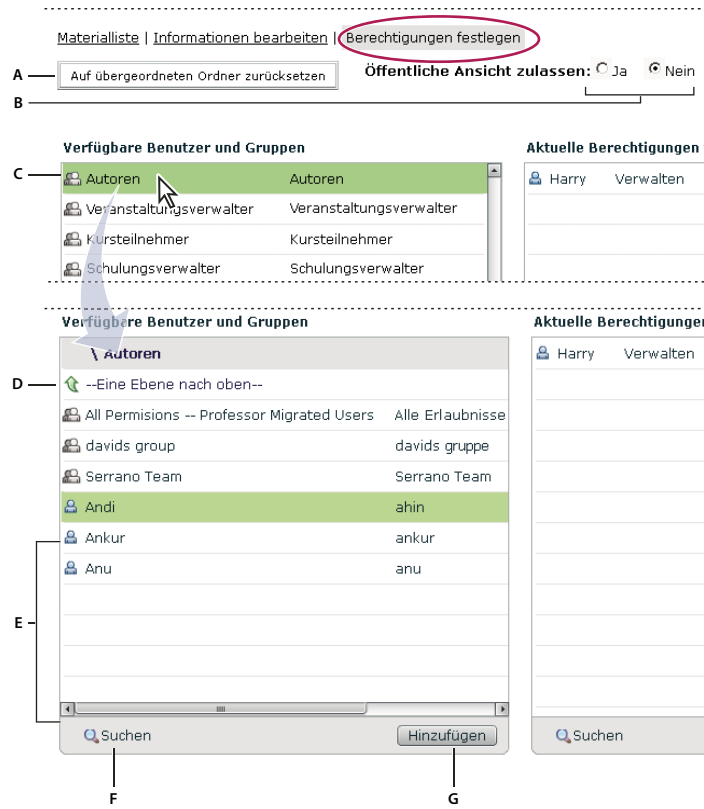 Materialliste | Informationen bearbeiten | Berechtigungen festlegen
A Auf übergeordneten Ordner zurücksetzen Öffentliche Ansicht zulassen: Ja Nein
B
Verfügbare Benutzer und Gruppen Aktuelle Berechtigungen
C Autoren Autoren Harry Verwalten
Veranstaltungsverwalter Veranstaltungsverwalter
Kursteilnehmer Kursteilnehmer
Schulungsverwalter Schulungsverwalter
Verfügbare Benutzer und Gruppen Aktuelle Berechtigungen
\ Autoren Harry Verwalten
D --Eine Ebene nach oben--
All Permisions -- Professor Migrated Users Alle Erlaubnisse
davids group davids gruppe
Serrano Team Serrano Team
Andi ahin
Ankur ankur
Anu anu
E
Suchen Hinzufügen Suchen
F G